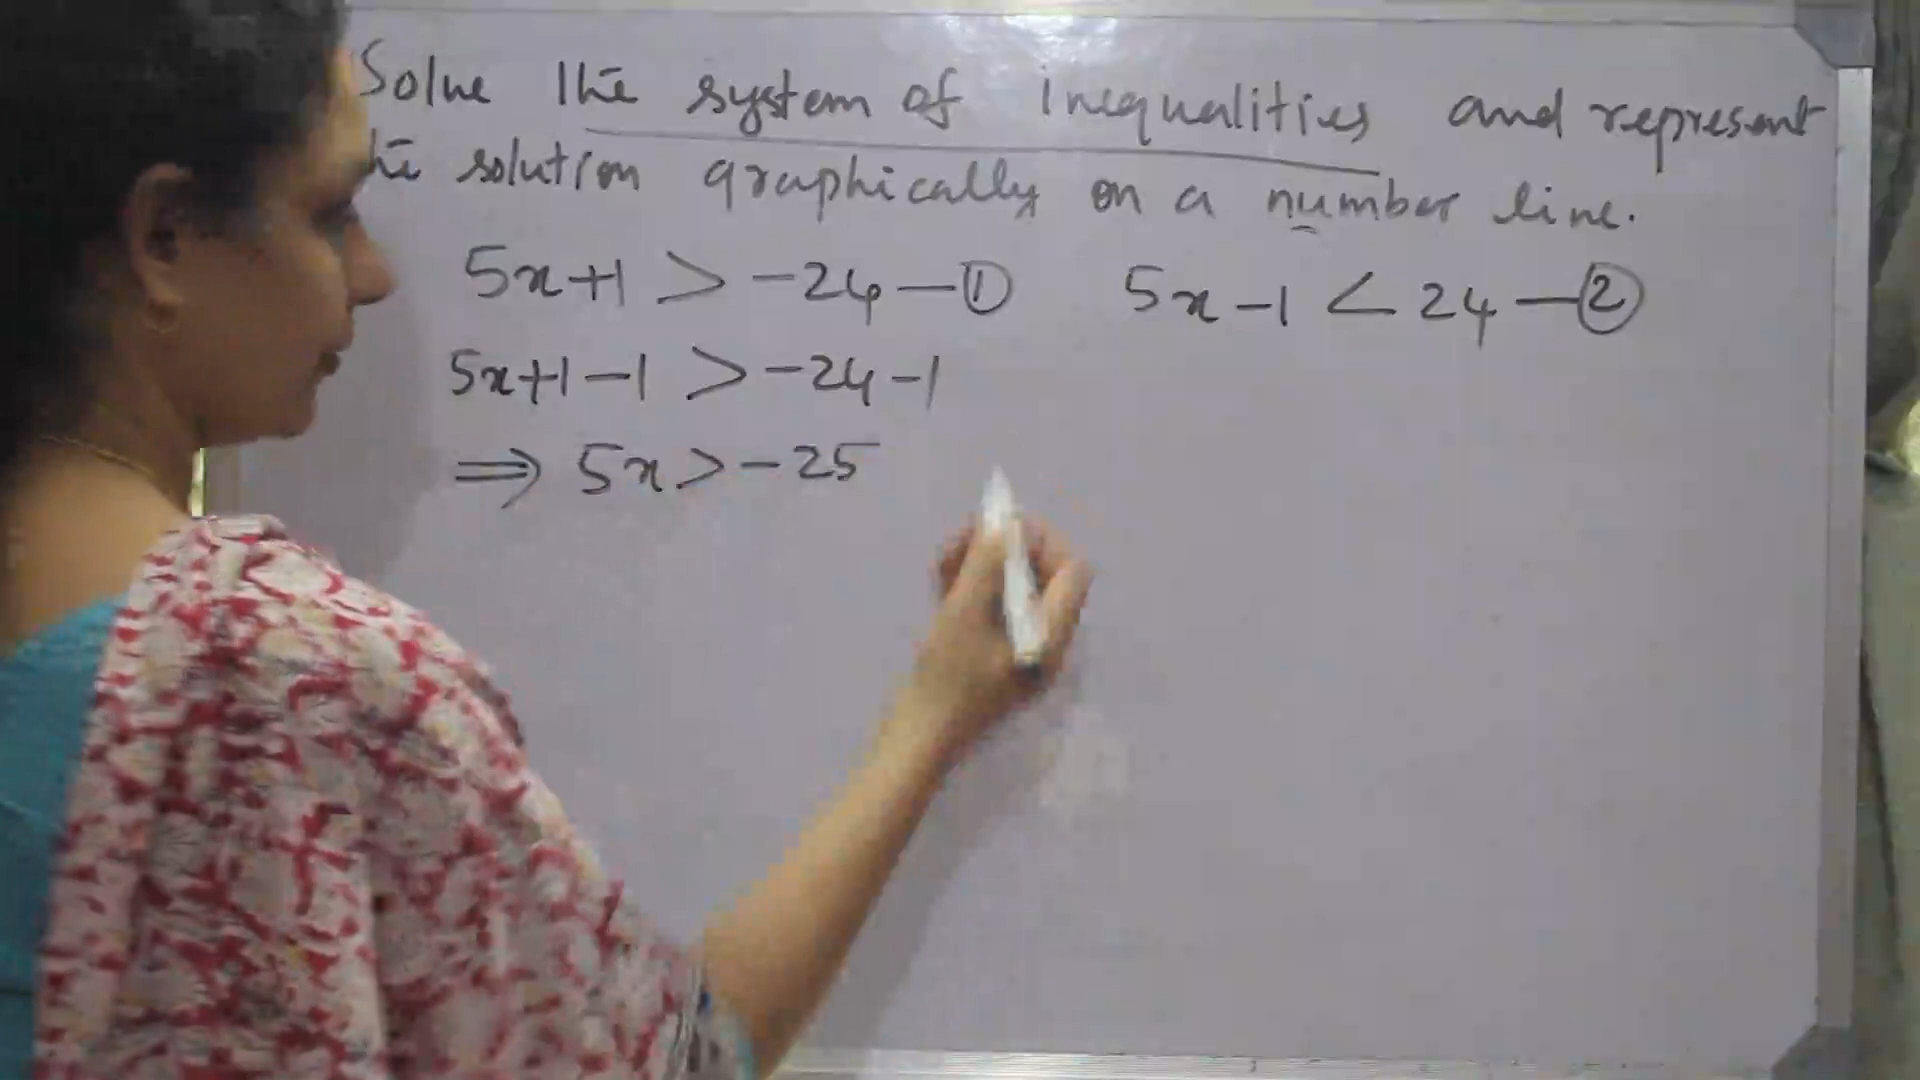 Solve the system of inequalities and represent
the solution graphically on a number line.
5x+1 > -24 — ① 5x-1 < 24 — ②
5x+1-1 > -24-1
⟹ 5x > -25